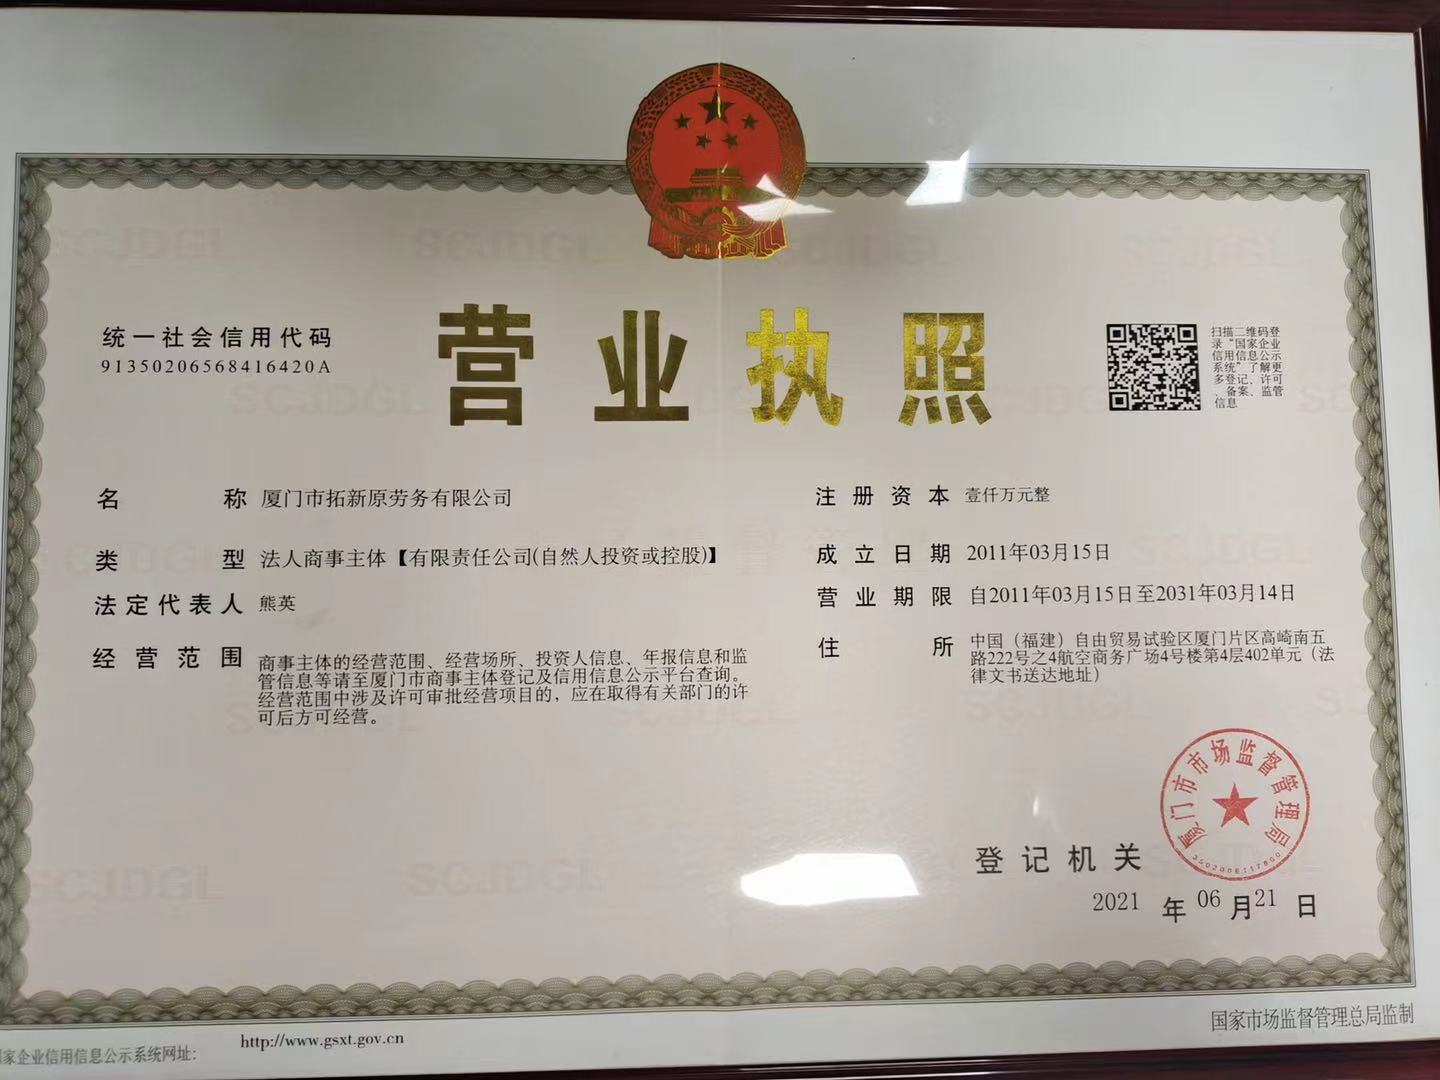 营业执照
统一社会信用代码
91350206568416420A
扫描二维码登
录“国家企业
信用信息公示
系统”了解更
多登记、许可
、备案、监管
信息
名称 厦门市拓新原劳务有限公司
类型 法人商事主体【有限责任公司(自然人投资或控股)】
法定代表人 熊英
经营范围 商事主体的经营范围、经营场所、投资人信息、年报信息和监
管信息等请至厦门市商事主体登记及信用信息公示平台查询。
经营范围中涉及许可审批经营项目的，应在取得有关部门的许
可后方可经营。
注册资本 壹仟万元整
成立日期 2011年03月15日
营业期限 自2011年03月15日至2031年03月14日
住所 中国（福建）自由贸易试验区厦门片区高崎南五
路222号之4航空商务广场4号楼第4层402单元（法
律文书送达地址）
厦门市市场监督管理局
登记机关
2021年06月21日
家企业信用信息公示系统网址：
http://www.gsxt.gov.cn
国家市场监督管理总局监制
SCJDGL